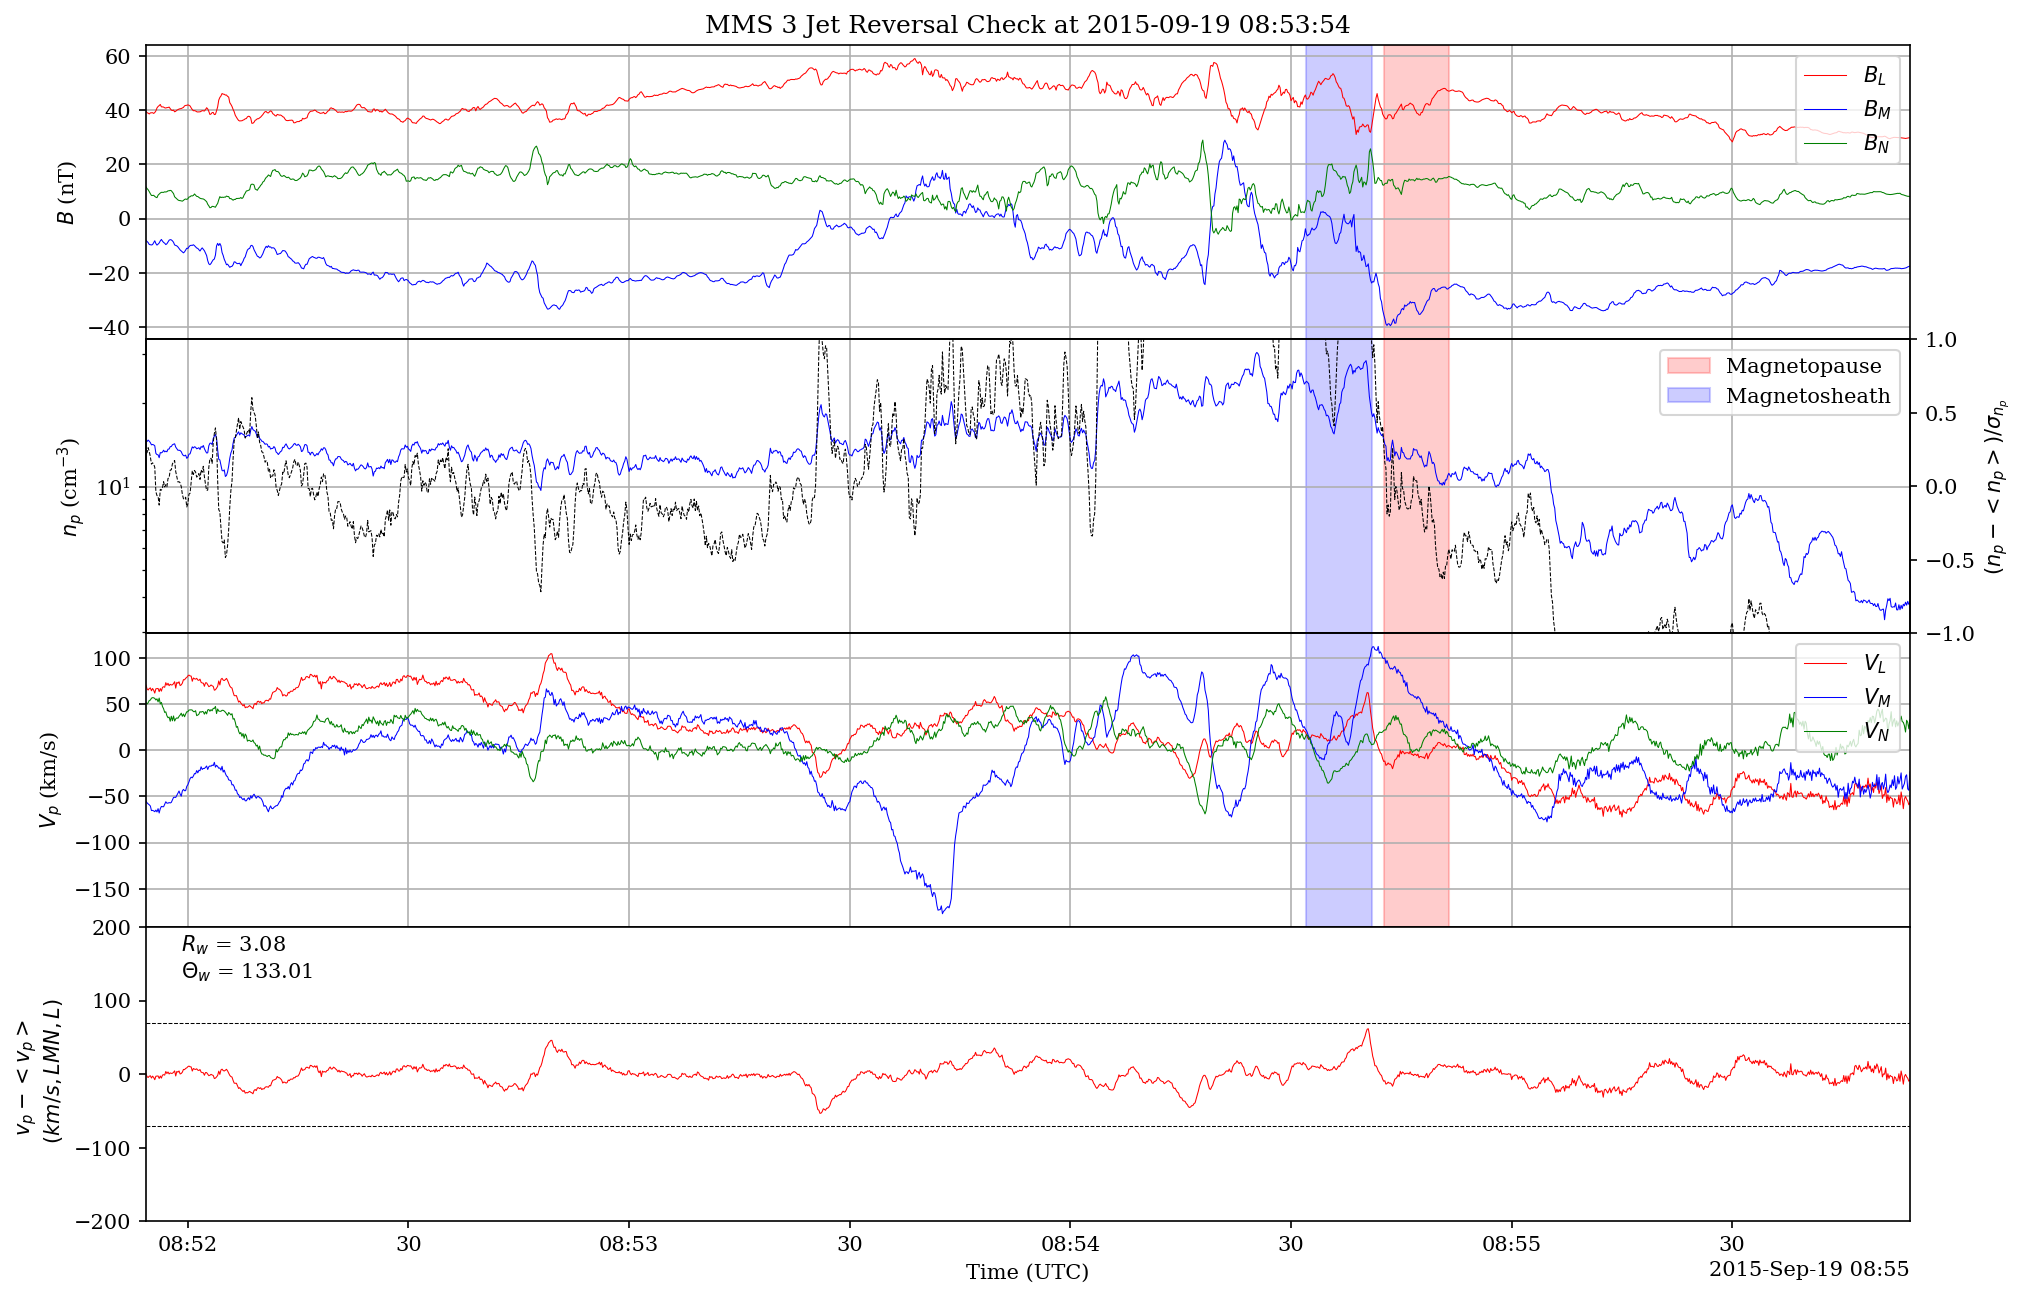 MMS 3 Jet Reversal Check at 2015-09-19 08:53:54
60
40
20
0
−20
−40
B (nT)
B_L
B_M
B_N
10^1
n_p (cm^{−3})
Magnetopause
Magnetosheath
1.0
0.5
0.0
−0.5
−1.0
(n_p − < n_p >)/σ_{n_p}
100
50
0
−50
−100
−150
V_p (km/s)
V_L
V_M
V_N
200
100
0
−100
−200
v_p − < v_p >
(km/s, LMN, L)
R_w = 3.08
Θ_w = 133.01
08:52 30 08:53 30 08:54 30 08:55 30
Time (UTC)
2015-Sep-19 08:55